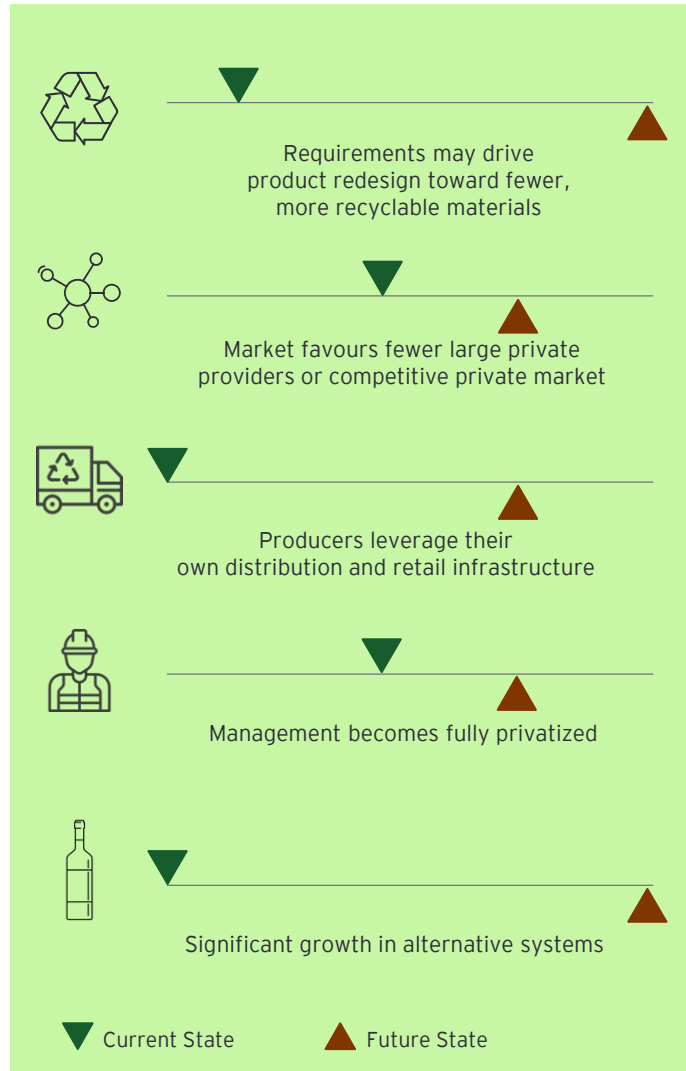 Requirements may drive
product redesign toward fewer,
more recyclable materials
Market favours fewer large private
providers or competitive private market
Producers leverage their
own distribution and retail infrastructure
Management becomes fully privatized
Significant growth in alternative systems
Current State
Future State